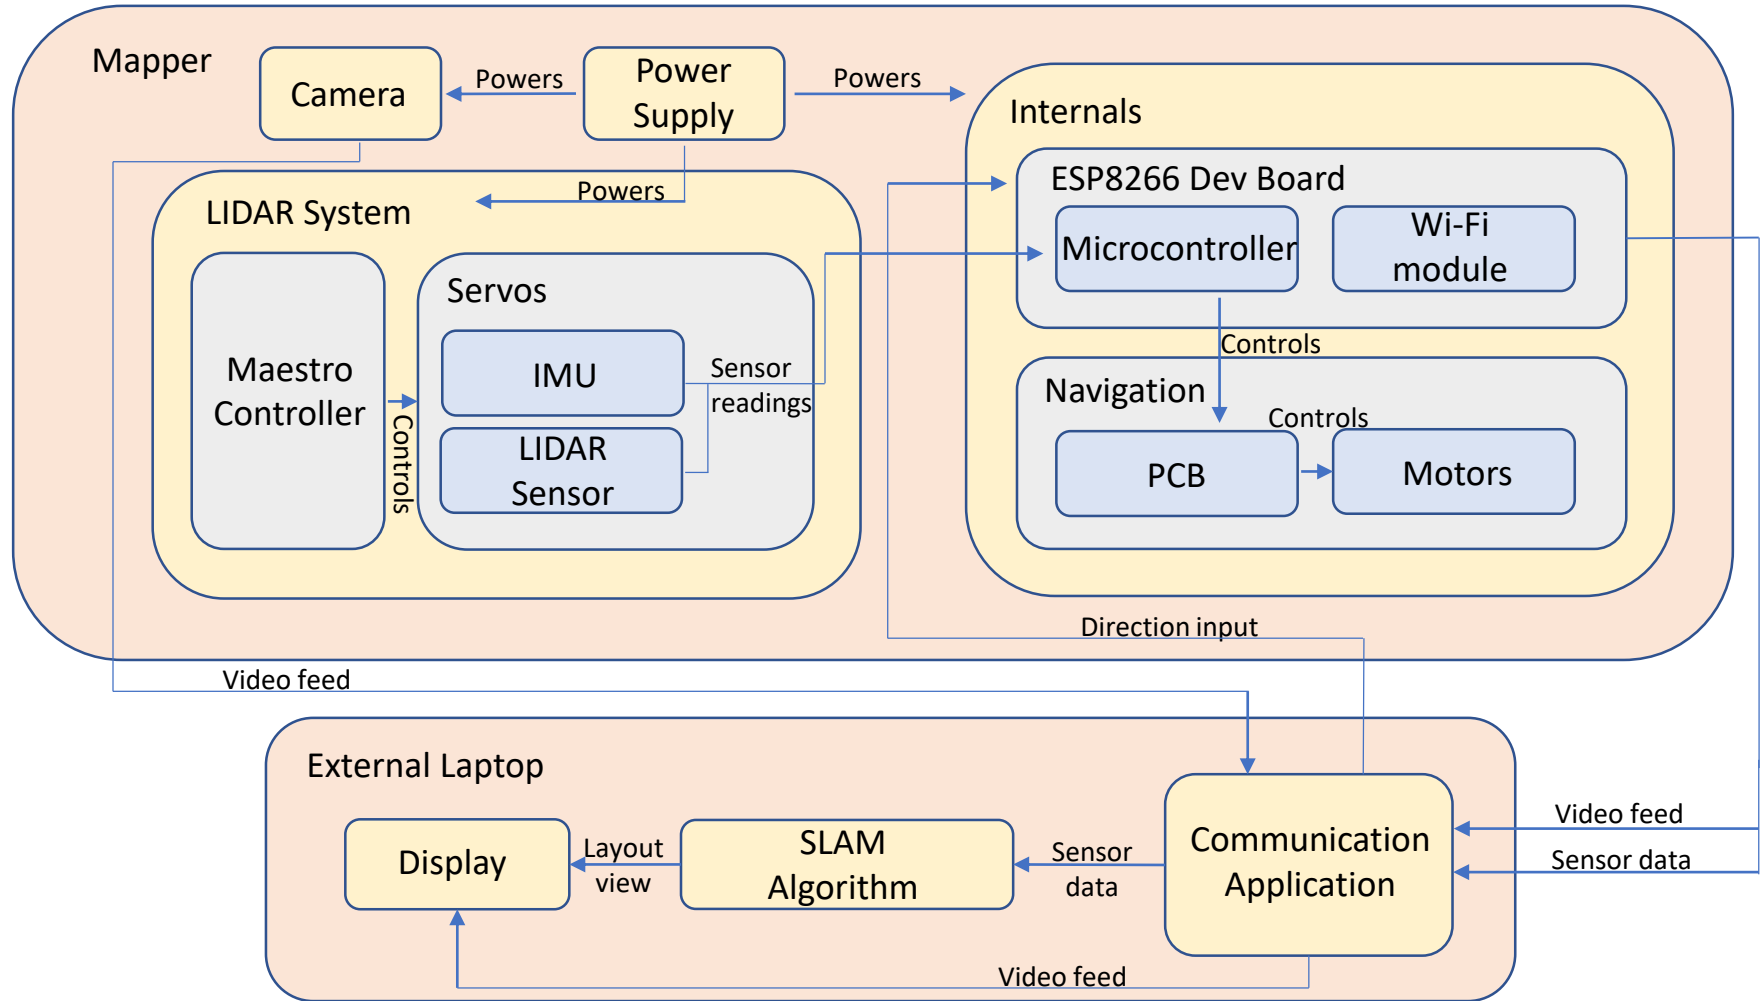 Mapper
Camera
Powers
Power
Supply
Powers
Internals
ESP8266 Dev Board
Microcontroller
Wi-Fi
module
Controls
Navigation
Controls
PCB
Motors
Powers
LIDAR System
Maestro
Controller
Controls
Servos
IMU
LIDAR
Sensor
Sensor
readings
Direction input
Video feed
External Laptop
Display
Layout
view
SLAM
Algorithm
Sensor
data
Communication
Application
Video feed
Sensor data
Video feed